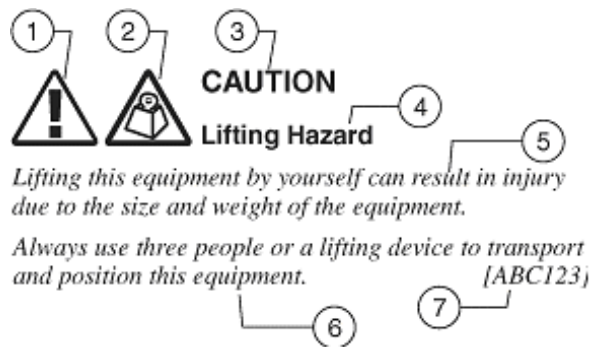 1 2 3
CAUTION
4
Lifting Hazard
5
Lifting this equipment by yourself can result in injury
due to the size and weight of the equipment.
Always use three people or a lifting device to transport
and position this equipment. [ABC123]
6 7